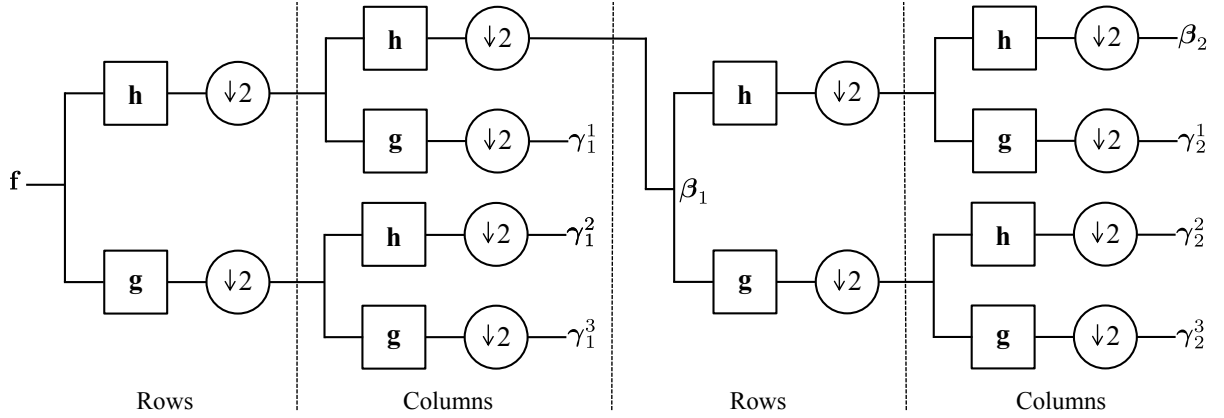 h ↓2 h ↓2 β₂
h ↓2 h ↓2
g ↓2 γ₁¹ g ↓2 γ₂¹
f β₁
h ↓2 γ₁² h ↓2 γ₂²
g ↓2 g ↓2
g ↓2 γ₁³ g ↓2 γ₂³
Rows Columns Rows Columns